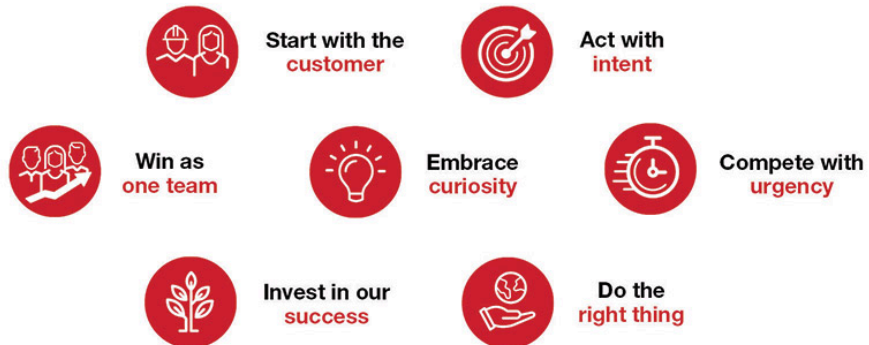 Start with the
customer
Act with
intent
Win as
one team
Embrace
curiosity
Compete with
urgency
Invest in our
success
Do the
right thing